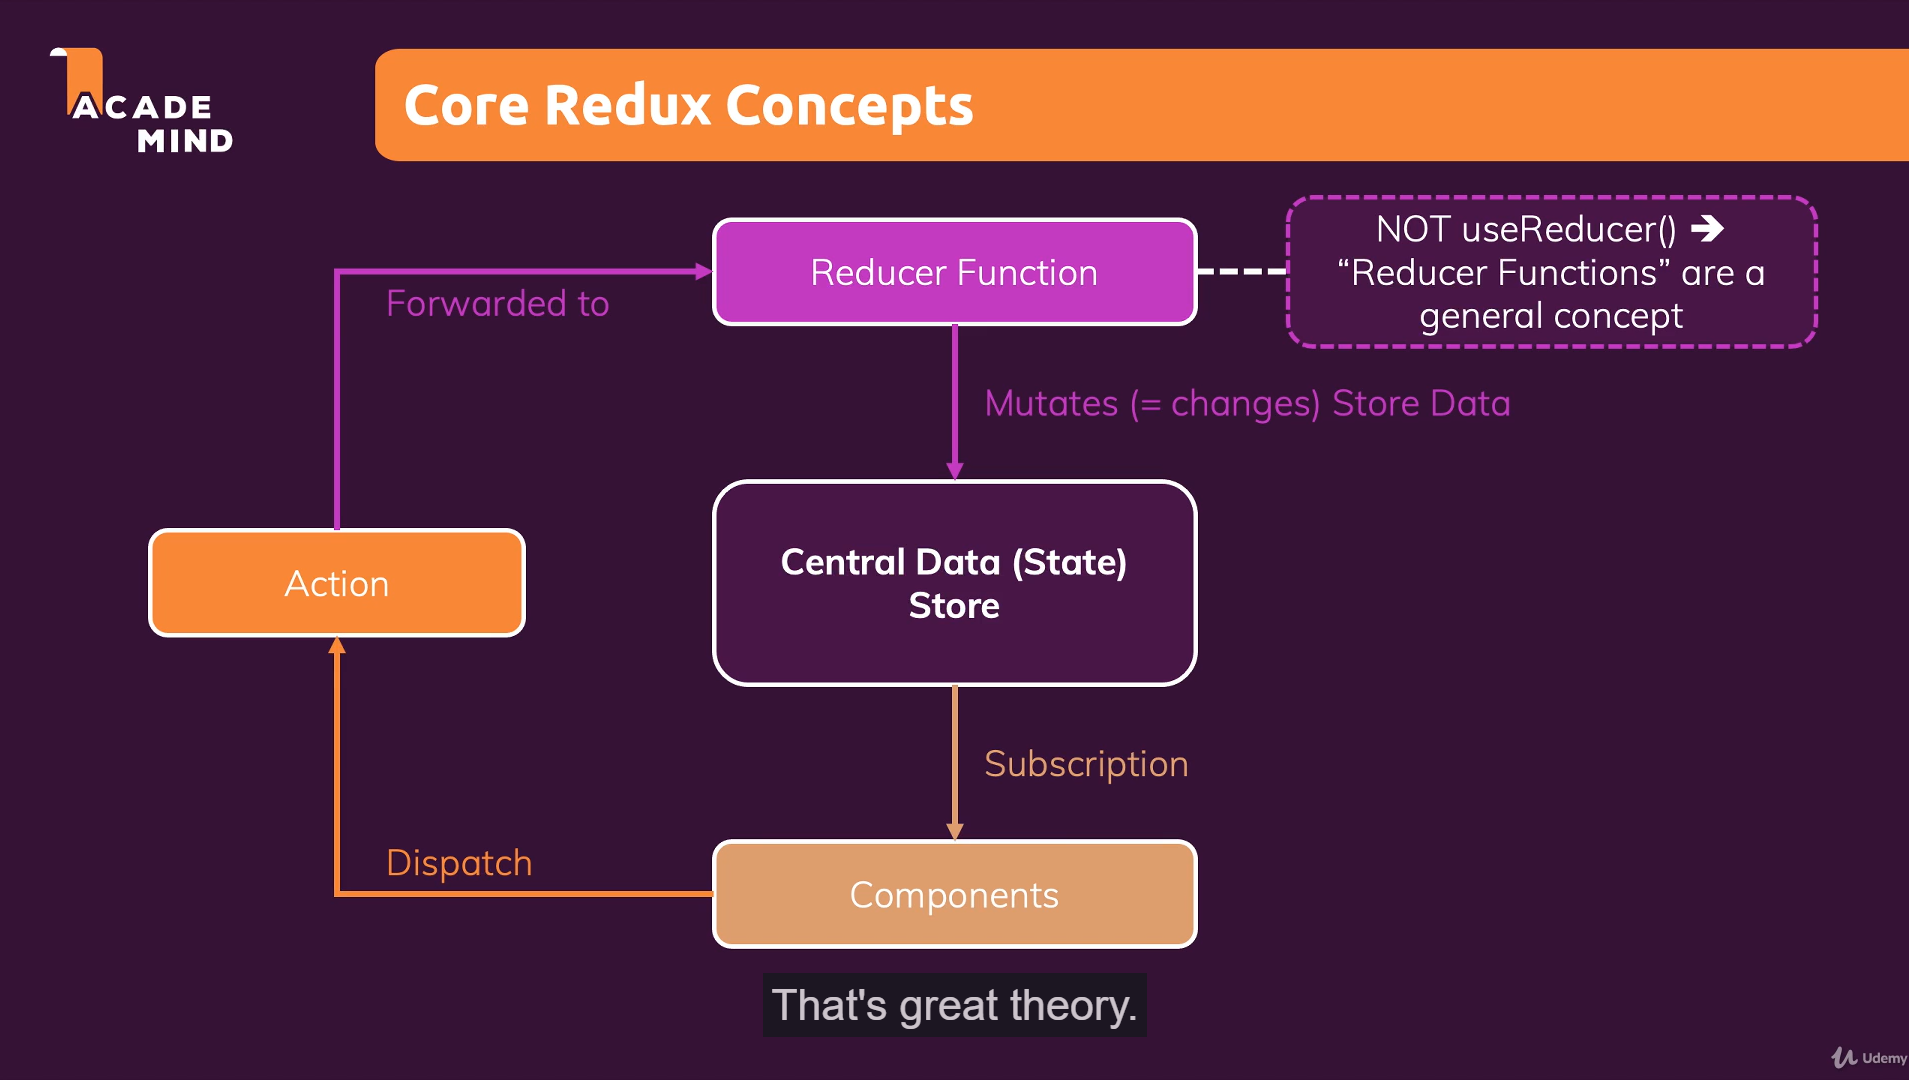 ACADE
MIND
Core Redux Concepts
Reducer Function
NOT useReducer() →
“Reducer Functions” are a
general concept
Forwarded to
Mutates (= changes) Store Data
Action
Central Data (State)
Store
Subscription
Dispatch
Components
That's great theory.
Udemy